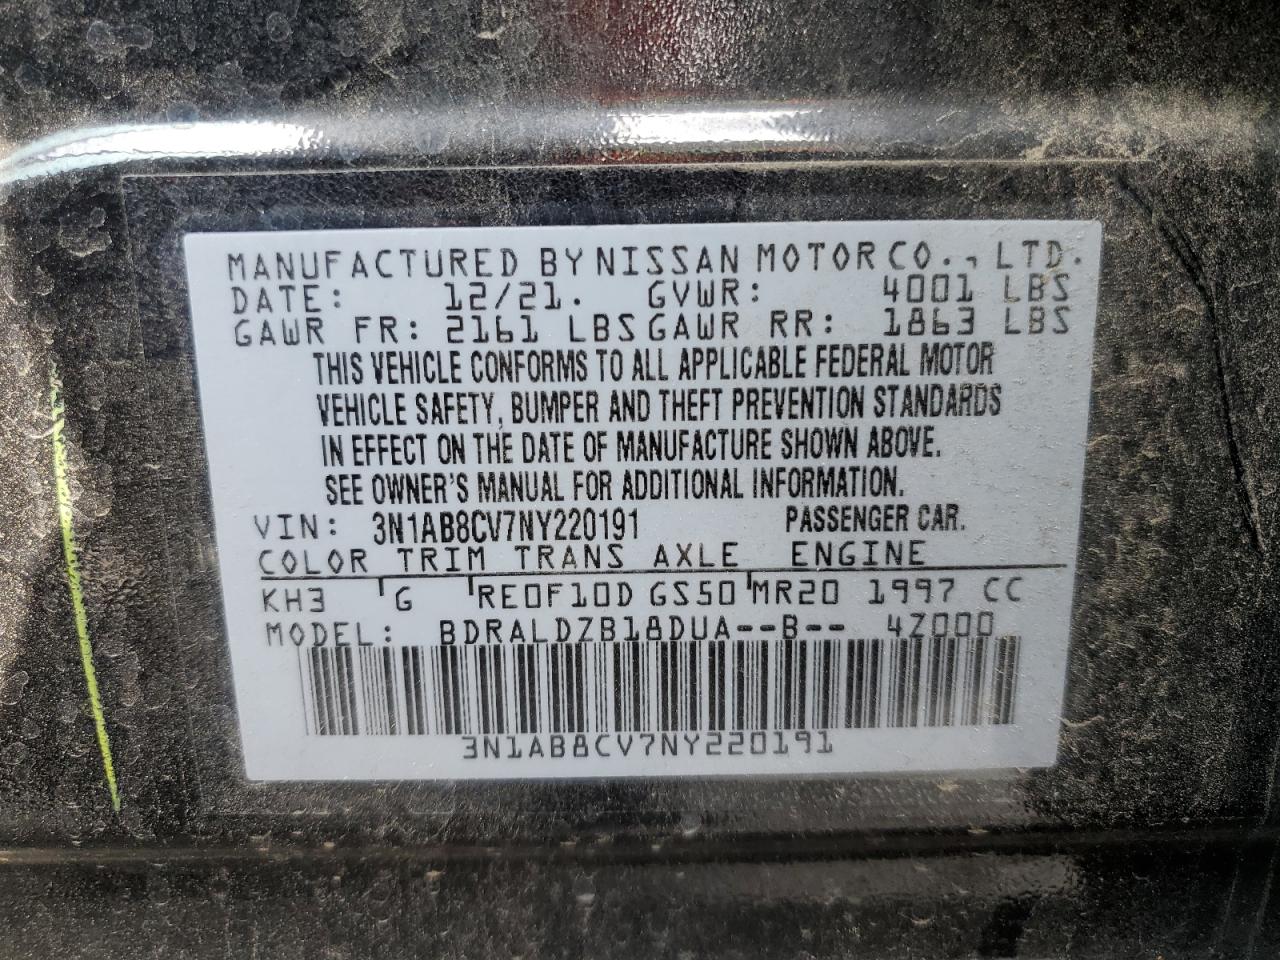 MANUFACTURED BY NISSAN MOTOR CO., LTD.
DATE: 12/21. GVWR: 4001 LBS
GAWR FR: 2161 LBS GAWR RR: 1863 LBS
THIS VEHICLE CONFORMS TO ALL APPLICABLE FEDERAL MOTOR
VEHICLE SAFETY, BUMPER AND THEFT PREVENTION STANDARDS
IN EFFECT ON THE DATE OF MANUFACTURE SHOWN ABOVE.
SEE OWNER'S MANUAL FOR ADDITIONAL INFORMATION.
VIN: 3N1AB8CV7NY220191 PASSENGER CAR.
COLOR TRIM TRANS AXLE ENGINE
KH3 G RE0F10D GS50 MR20 1997 CC
MODEL: BDRALDZB18DUA--B-- 4Z000
3N1AB8CV7NY220191